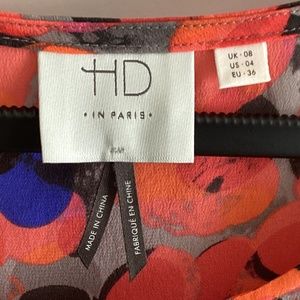 HD
• IN PARIS •
UK • 08
US • 04
EU • 36
MADE IN CHINA
FABRIQUÉ EN CHINE